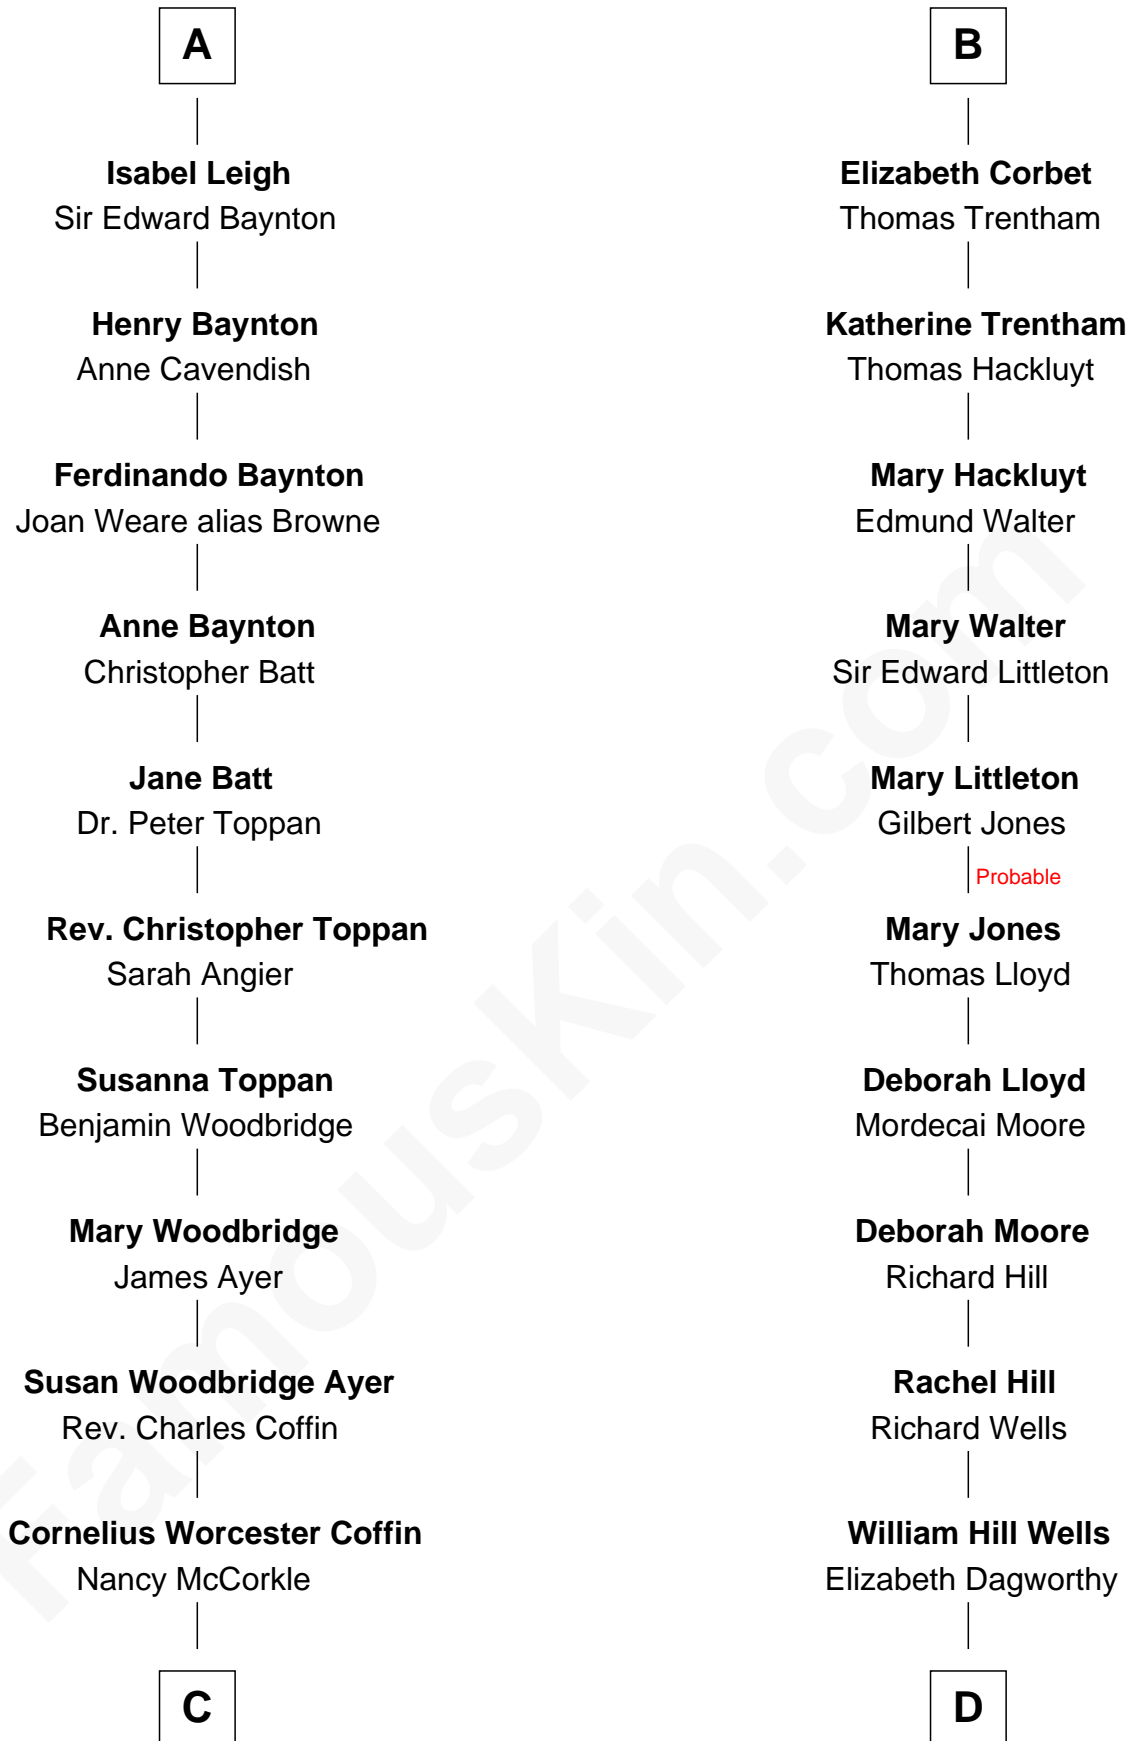 A
Isabel Leigh
Sir Edward Baynton
Henry Baynton
Anne Cavendish
Ferdinando Baynton
Joan Weare alias Browne
Anne Baynton
Christopher Batt
Jane Batt
Dr. Peter Toppan
Rev. Christopher Toppan
Sarah Angier
Susanna Toppan
Benjamin Woodbridge
Mary Woodbridge
James Ayer
Susan Woodbridge Ayer
Rev. Charles Coffin
Cornelius Worcester Coffin
Nancy McCorkle
C
B
Elizabeth Corbet
Thomas Trentham
Katherine Trentham
Thomas Hackluyt
Mary Hackluyt
Edmund Walter
Mary Walter
Sir Edward Littleton
Mary Littleton
Gilbert Jones
Probable
Mary Jones
Thomas Lloyd
Deborah Lloyd
Mordecai Moore
Deborah Moore
Richard Hill
Rachel Hill
Richard Wells
William Hill Wells
Elizabeth Dagworthy
D
FamousKin.com